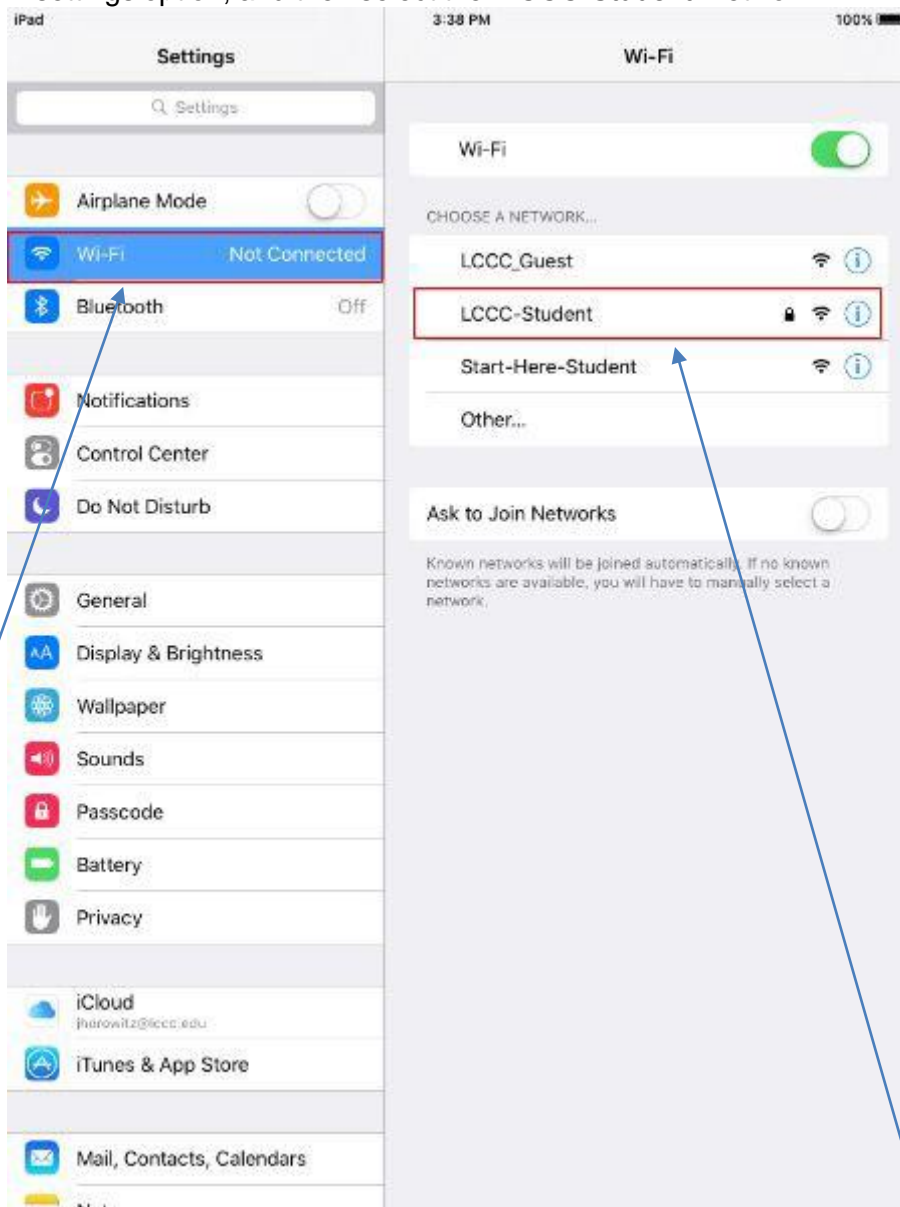 iPad 3:38 PM 100%
Settings
Settings
Airplane Mode
Wi-Fi Not Connected
Bluetooth Off
Notifications
Control Center
Do Not Disturb
General
Display & Brightness
Wallpaper
Sounds
Passcode
Battery
Privacy
iCloud
jhorowitz@lccc.edu
iTunes & App Store
Mail, Contacts, Calendars
Wi-Fi
Wi-Fi
CHOOSE A NETWORK...
LCCC_Guest
LCCC-Student
Start-Here-Student
Other...
Ask to Join Networks
Known networks will be joined automatically. If no known
networks are available, you will have to manually select a
network.